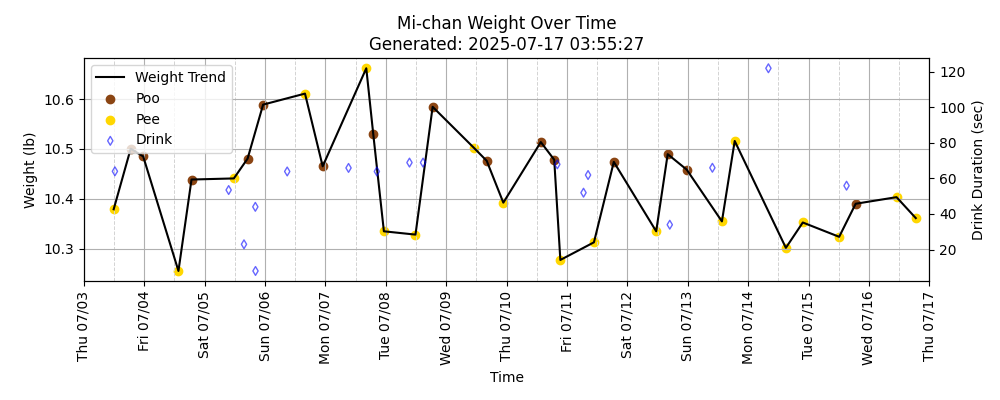 Mi-chan Weight Over Time
Generated: 2025-07-17 03:55:27
Weight Trend
Poo
Pee
Drink
Weight (lb)
10.6
10.5
10.4
10.3
120
100
80
60
40
20
Drink Duration (sec)
Thu 07/03
Fri 07/04
Sat 07/05
Sun 07/06
Mon 07/07
Tue 07/08
Wed 07/09
Thu 07/10
Fri 07/11
Sat 07/12
Sun 07/13
Mon 07/14
Tue 07/15
Wed 07/16
Thu 07/17
Time